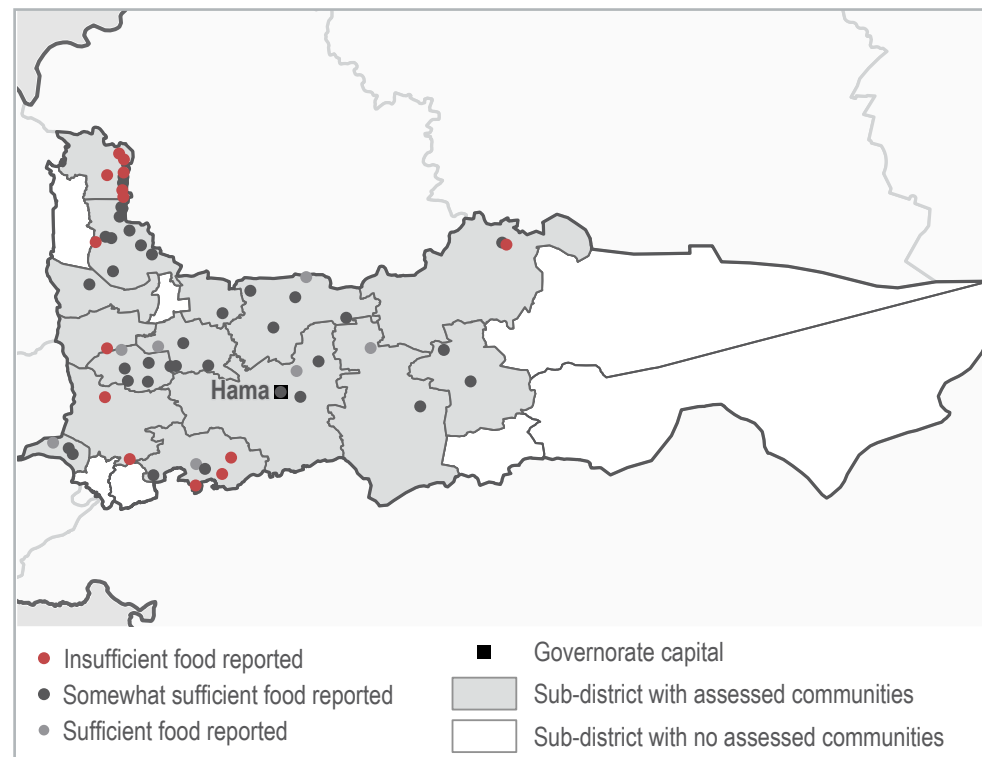 Hama
Insufficient food reported
Somewhat sufficient food reported
Sufficient food reported
Governorate capital
Sub-district with assessed communities
Sub-district with no assessed communities